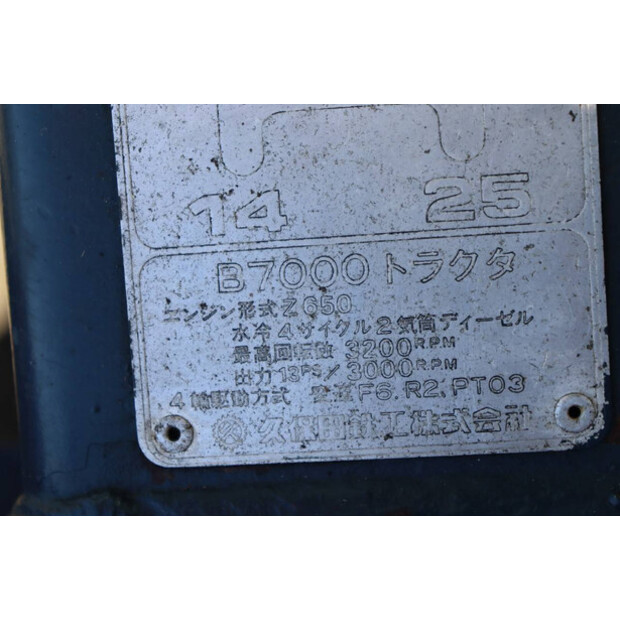 14 25
B7000トラクタ
エンジン形式Z650
水冷4サイクル2気筒ディーゼル
最高回転数 3200R.P.M
出力13PS/3000R.P.M
4輪駆動方式 変速F6.R2.PTO3
久保田鉄工株式会社